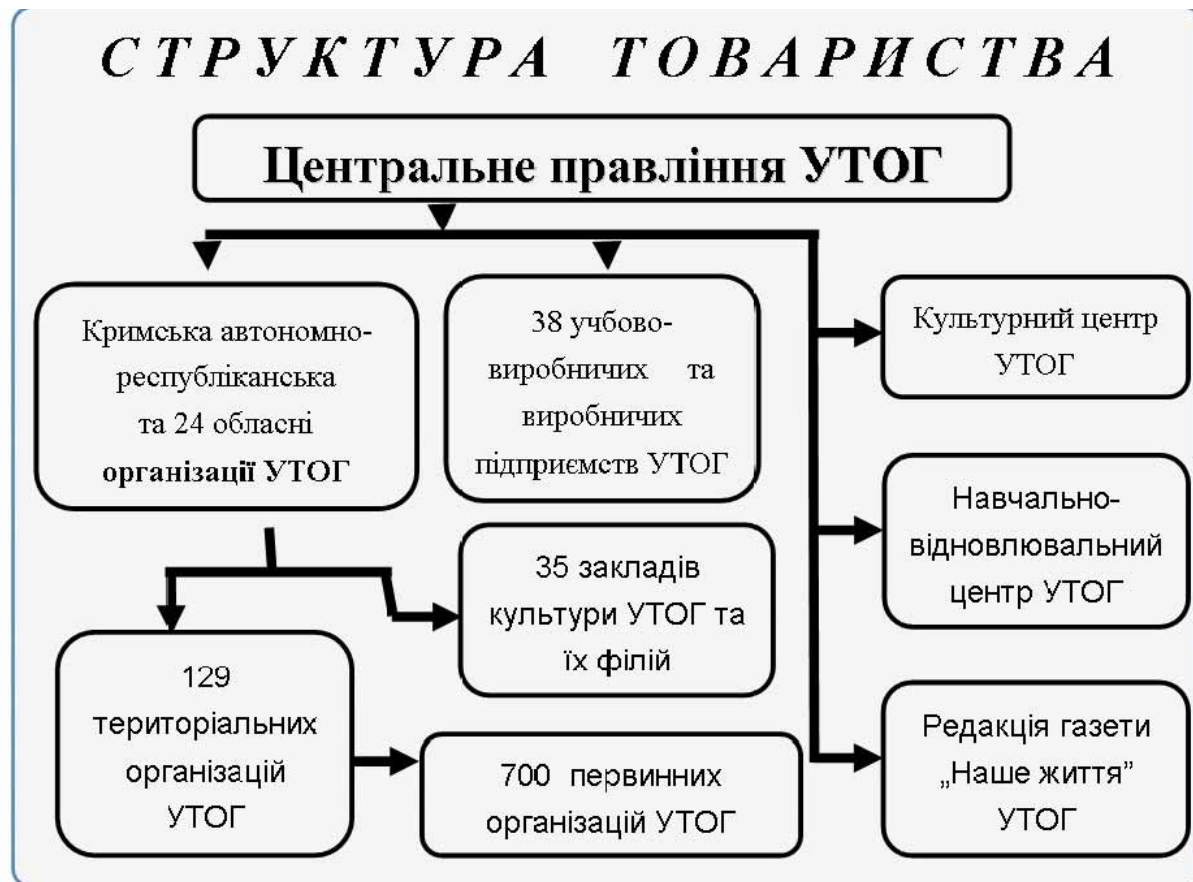 СТРУКТУРА ТОВАРИСТВА
Центральне правління УТОГ
Кримська автономно-
республіканська
та 24 обласні
організації УТОГ
38 учбово-
виробничих та
виробничих
підприємств УТОГ
Культурний центр
УТОГ
Навчально-
відновлювальний
центр УТОГ
35 закладів
культури УТОГ та
їх філій
129
територіальних
організацій
УТОГ
700 первинних
організацій УТОГ
Редакція газети
„Наше життя”
УТОГ